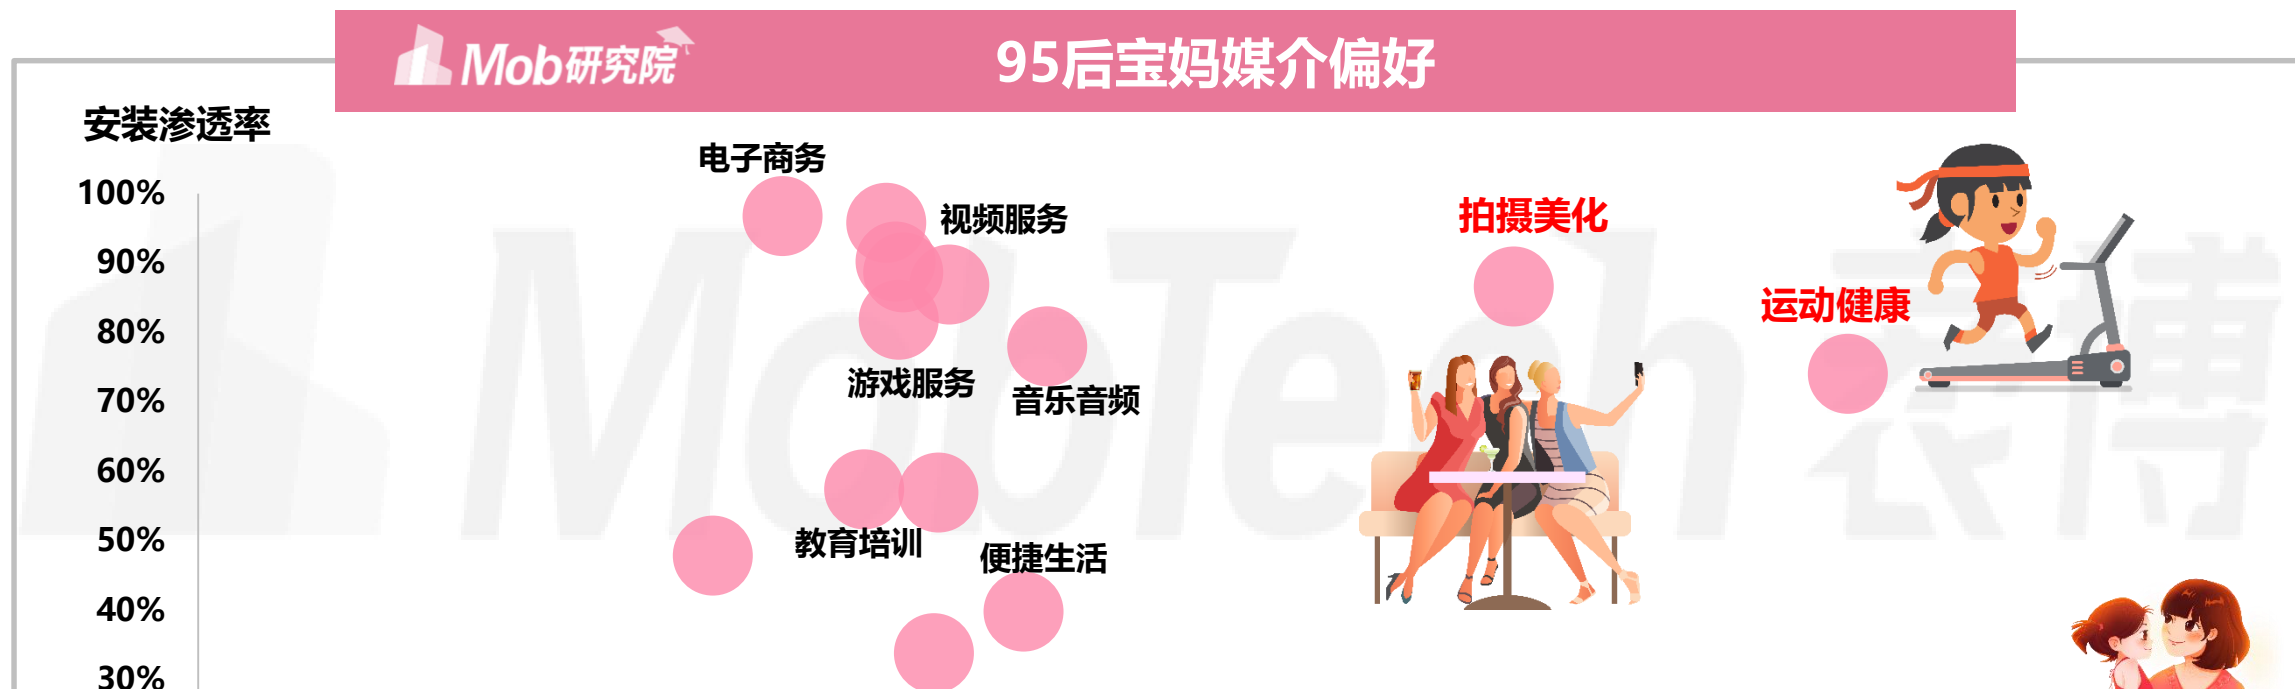 Mob研究院
95后宝妈媒介偏好
安装渗透率
电子商务
100%
视频服务
拍摄美化
90%
运动健康
80%
游戏服务
音乐音频
70%
60%
50%
教育培训
便捷生活
40%
30%
MobTech 袤博